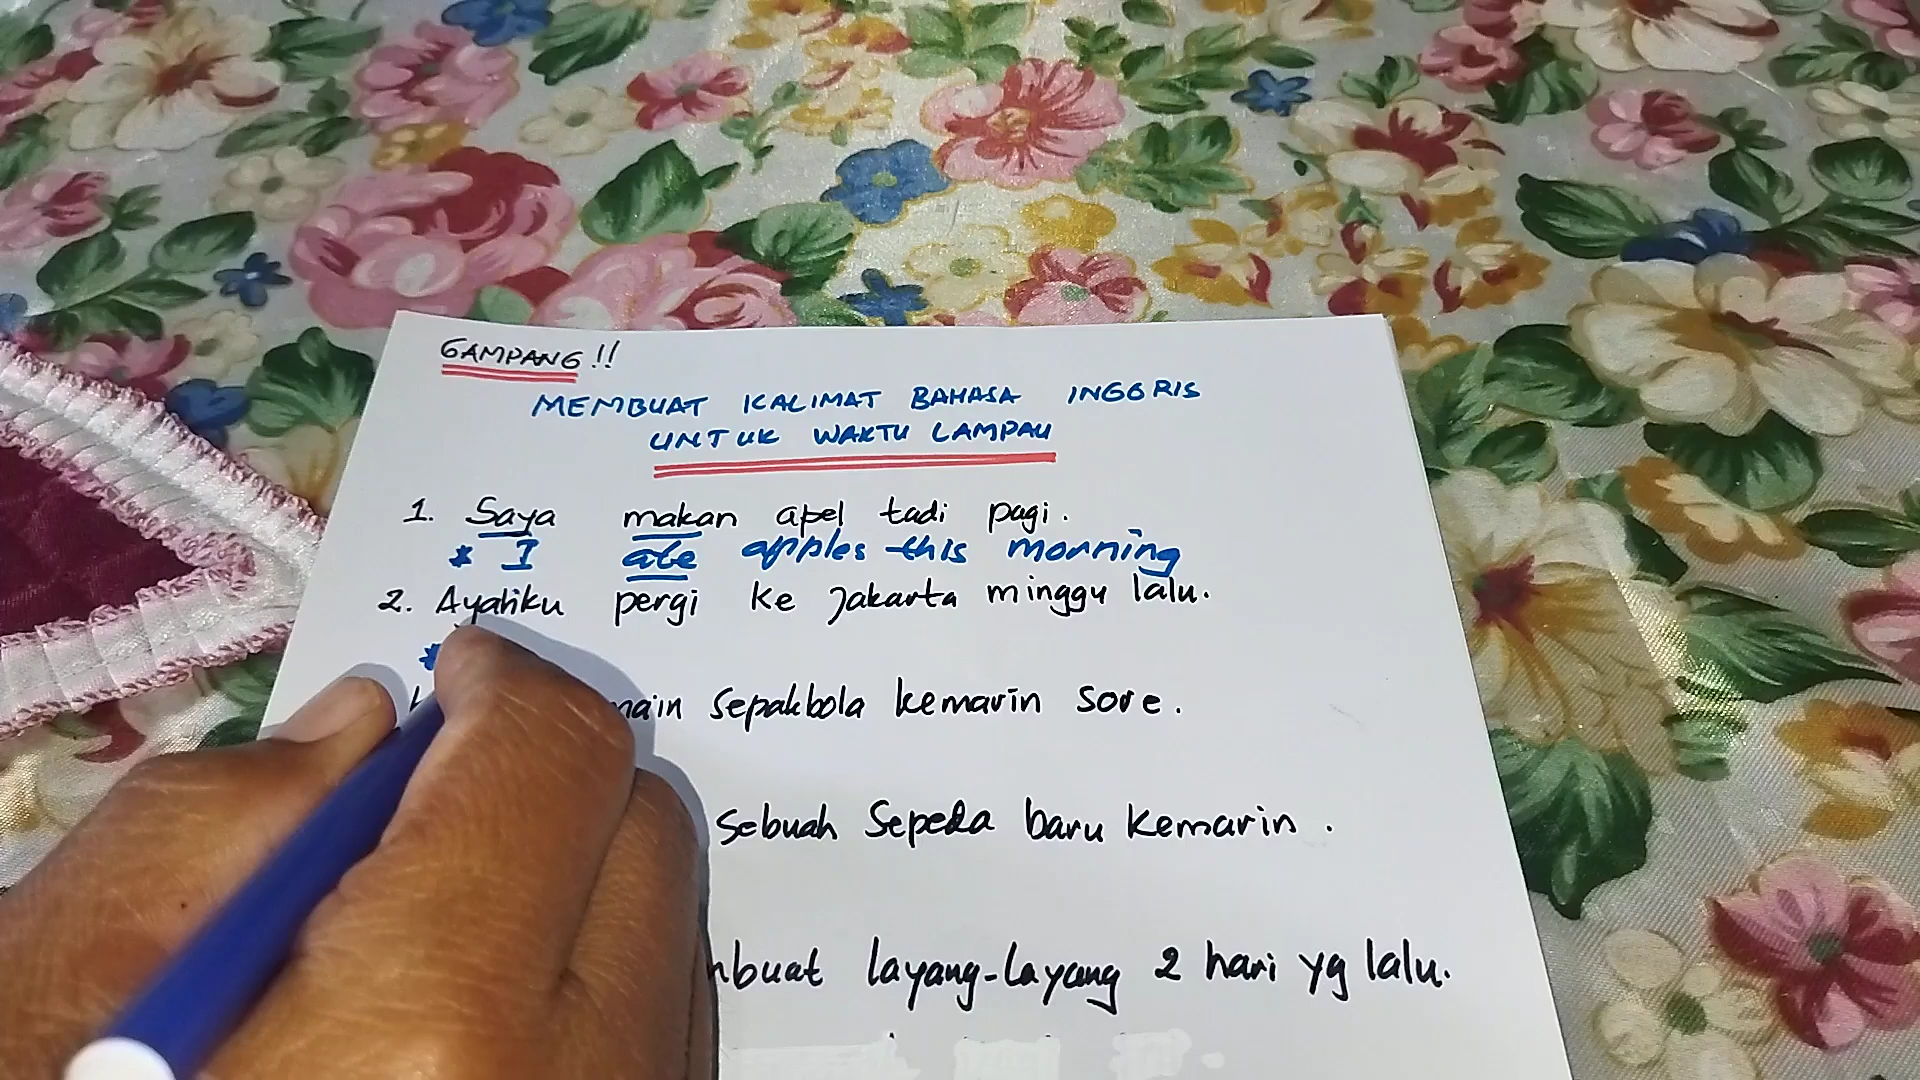 GAMPANG!!
MEMBUAT KALIMAT BAHASA INGGRIS
UNTUK WAKTU LAMPAU
1. Saya makan apel tadi pagi.
* I ate apples this morning
2. Ayahku pergi ke Jakarta minggu lalu.
*
main Sepakbola kemarin sore.
Sebuah Sepeda baru kemarin.
buat layang-layang 2 hari yg lalu.